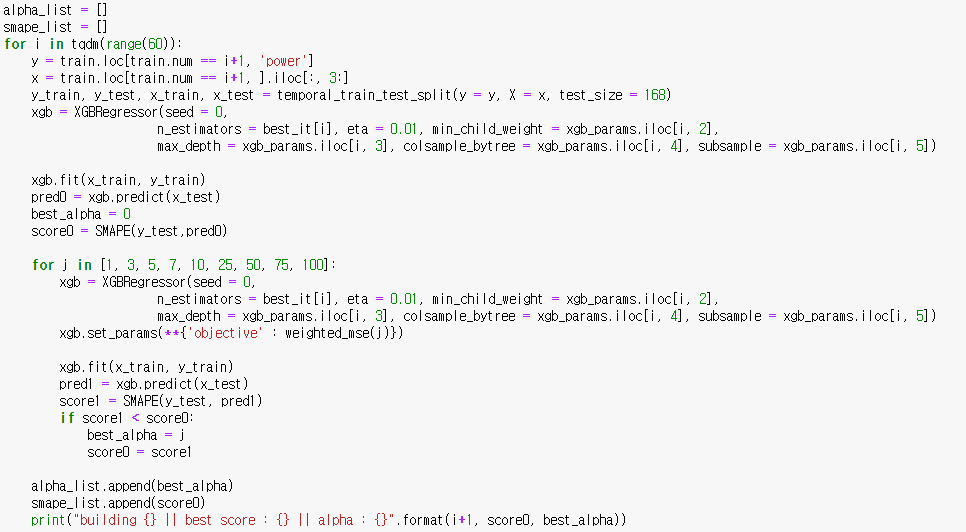 alpha_list = []
smape_list = []
for i in tqdm(range(60)):
    y = train.loc[train.num == i+1, 'power']
    x = train.loc[train.num == i+1, ].iloc[:, 3:]
    y_train, y_test, x_train, x_test = temporal_train_test_split(y = y, X = x, test_size = 168)
    xgb = XGBRegressor(seed = 0,
                      n_estimators = best_it[i], eta = 0.01, min_child_weight = xgb_params.iloc[i, 2],
                      max_depth = xgb_params.iloc[i, 3], colsample_bytree = xgb_params.iloc[i, 4], subsample = xgb_params.iloc[i, 5])
    xgb.fit(x_train, y_train)
    pred0 = xgb.predict(x_test)
    best_alpha = 0
    score0 = SMAPE(y_test,pred0)
    for j in [1, 3, 5, 7, 10, 25, 50, 75, 100]:
        xgb = XGBRegressor(seed = 0,
                      n_estimators = best_it[i], eta = 0.01, min_child_weight = xgb_params.iloc[i, 2],
                      max_depth = xgb_params.iloc[i, 3], colsample_bytree = xgb_params.iloc[i, 4], subsample = xgb_params.iloc[i, 5])
        xgb.set_params(**{'objective' : weighted_mse(j)})
        xgb.fit(x_train, y_train)
        pred1 = xgb.predict(x_test)
        score1 = SMAPE(y_test, pred1)
        if score1 < score0:
            best_alpha = j
            score0 = score1
    alpha_list.append(best_alpha)
    smape_list.append(score0)
    print("building {} || best score : {} || alpha : {}".format(i+1, score0, best_alpha))